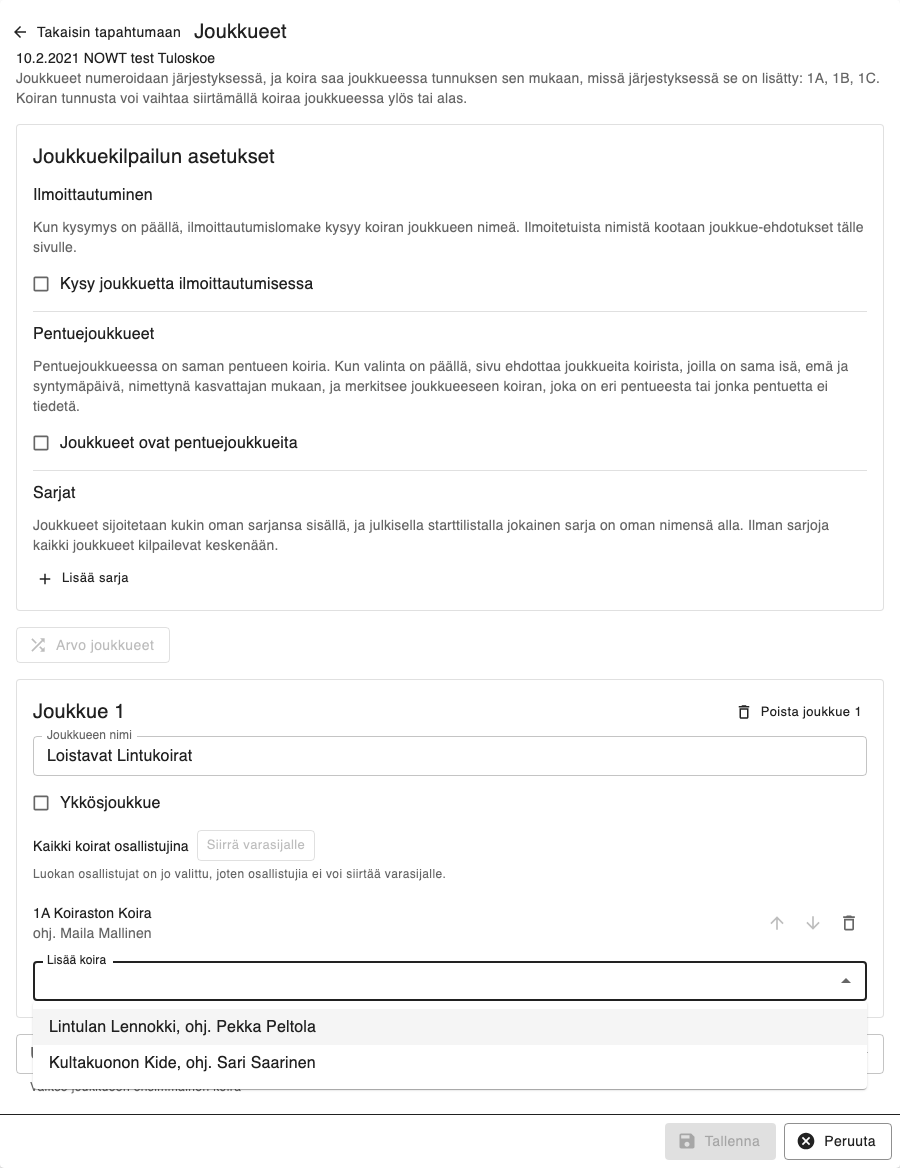 Takaisin tapahtumaan Joukkueet
10.2.2021 NOWT test Tuloskoe
Joukkueet numeroidaan järjestyksessä, ja koira saa joukkueessa tunnuksen sen mukaan, missä järjestyksessä se on lisätty: 1A, 1B, 1C.
Koiran tunnusta voi vaihtaa siirtämällä koiraa joukkueessa ylös tai alas.
Joukkuekilpailun asetukset
Ilmoittautuminen
Kun kysymys on päällä, ilmoittautumislomake kysyy koiran joukkueen nimeä. Ilmoitetuista nimistä kootaan joukkue-ehdotukset tälle
sivulle.
Kysy joukkuetta ilmoittautumisessa
Pentuejoukkueet
Pentuejoukkueessa on saman pentueen koiria. Kun valinta on päällä, sivu ehdottaa joukkueita koirista, joilla on sama isä, emä ja
syntymäpäivä, nimettynä kasvattajan mukaan, ja merkitsee joukkueeseen koiran, joka on eri pentueesta tai jonka pentuetta ei
tiedetä.
Joukkueet ovat pentuejoukkueita
Sarjat
Joukkueet sijoitetaan kukin oman sarjansa sisällä, ja julkisella starttilistalla jokainen sarja on oman nimensä alla. Ilman sarjoja
kaikki joukkueet kilpailevat keskenään.
Lisää sarja
Arvo joukkueet
Joukkue 1
Poista joukkue 1
Joukkueen nimi
Loistavat Lintukoirat
Ykkösjoukkue
Kaikki koirat osallistujina Siirrä varasijalle
Luokan osallistujat on jo valittu, joten osallistujia ei voi siirtää varasijalle.
1A Koiraston Koira
ohj. Maila Mallinen
Lisää koira
Lintulan Lennokki, ohj. Pekka Peltola
Kultakuonon Kide, ohj. Sari Saarinen
Tallenna
Peruuta